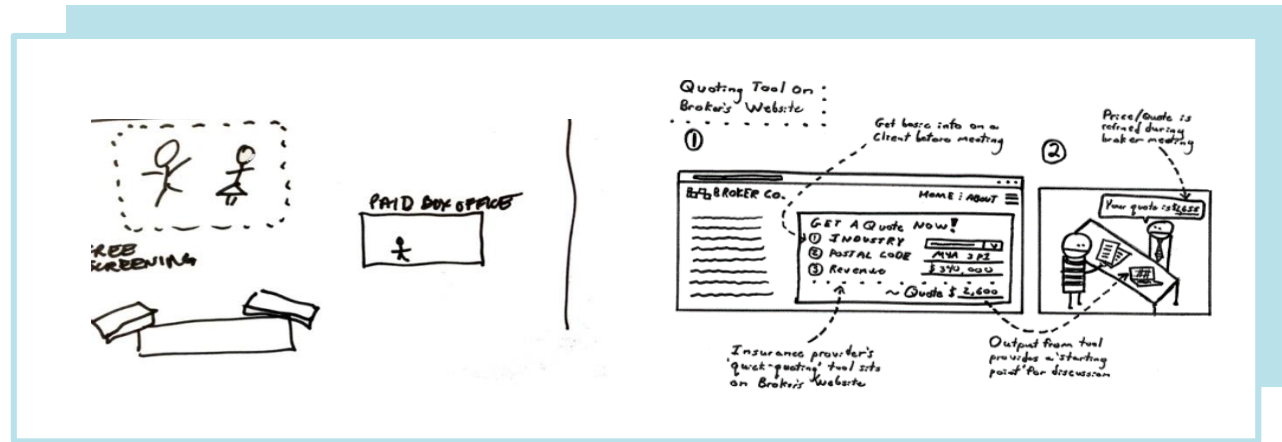 REE
CREENING
PAID BOX OFFICE
Quoting Tool on
Broker's Website
①
Get basic info on a
Client before meeting
BROKER CO.
HOME ABOUT
GET A Quote NOW!
① INDUSTRY
② POSTAL CODE M4A 2P1
③ Revenue $ 340,000
~ Quote $ 2,600
Insurance provider's
'quick-quoting' tool sits
on Broker's Website
②
Price/Quote is
refined during
broker meeting
Your quote is $2655
Output from tool
provides a 'starting
point' for discussion